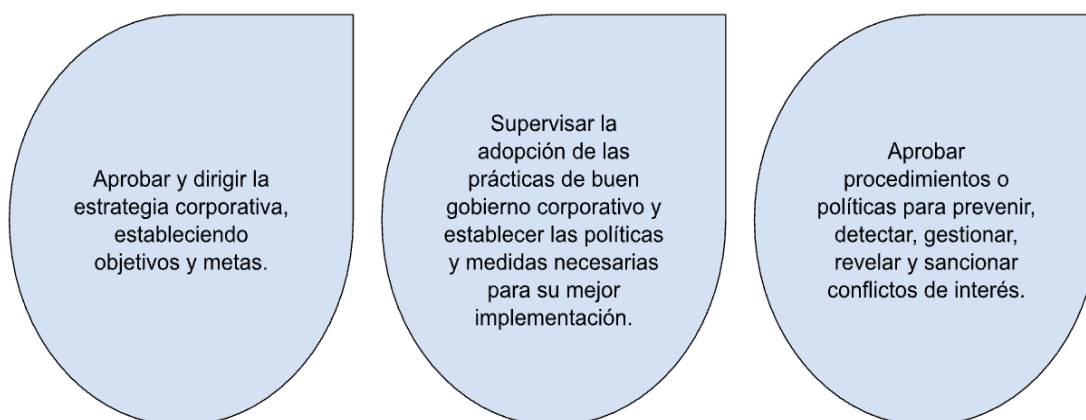 Aprobar y dirigir la
estrategia corporativa,
estableciendo
objetivos y metas.
Supervisar la
adopción de las
prácticas de buen
gobierno corporativo y
establecer las políticas
y medidas necesarias
para su mejor
implementación.
Aprobar
procedimientos o
políticas para prevenir,
detectar, gestionar,
revelar y sancionar
conflictos de interés.